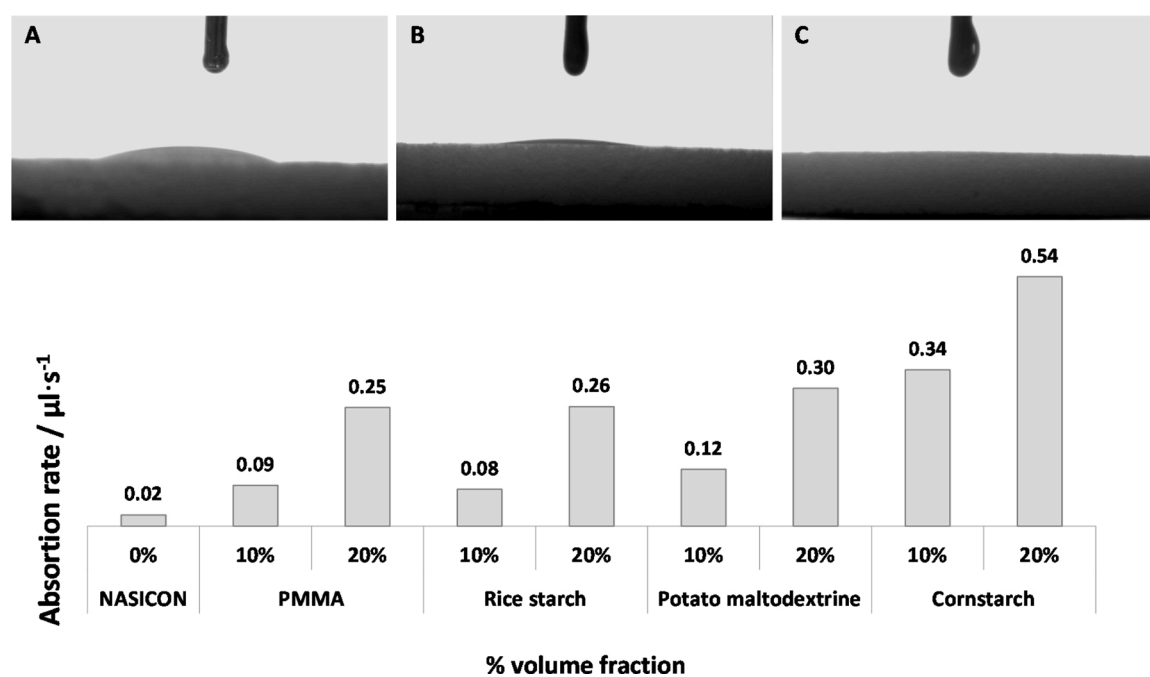 A B C
Absortion rate / µl·s⁻¹
0.02 0.09 0.25 0.08 0.26 0.12 0.30 0.34 0.54
0% 10% 20% 10% 20% 10% 20% 10% 20%
NASICON PMMA Rice starch Potato maltodextrine Cornstarch
% volume fraction